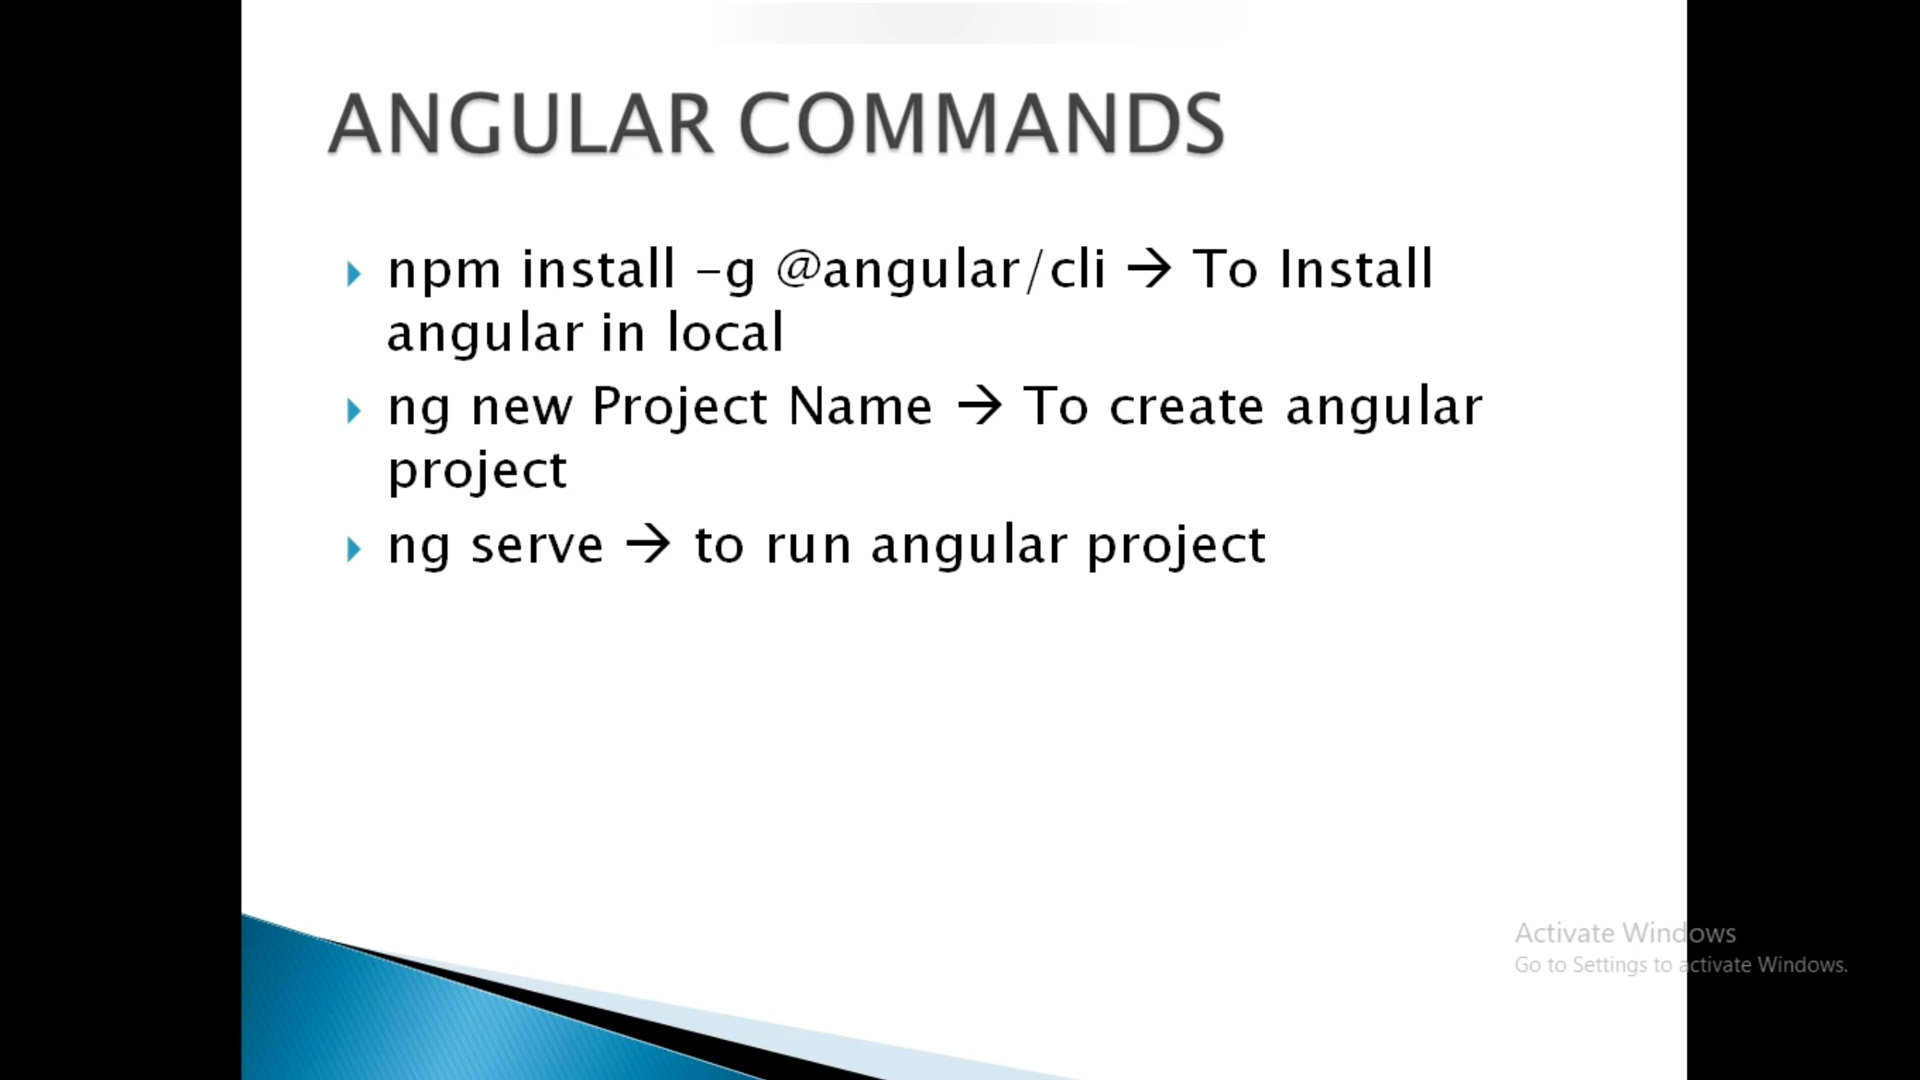 ANGULAR COMMANDS
npm install -g @angular/cli → To Install
angular in local
ng new Project Name → To create angular
project
ng serve → to run angular project
Activate Windows
Go to Settings to activate Windows.